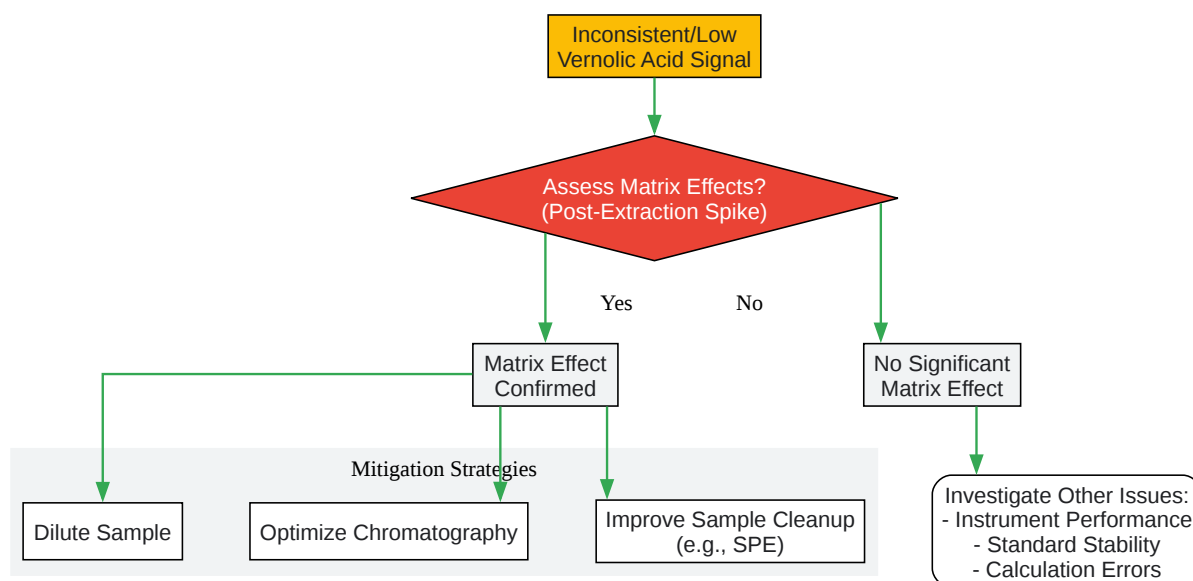 Inconsistent/Low
Vernolic Acid Signal
Assess Matrix Effects?
(Post-Extraction Spike)
Yes
No
Matrix Effect
Confirmed
No Significant
Matrix Effect
Mitigation Strategies
Dilute Sample
Optimize Chromatography
Improve Sample Cleanup
(e.g., SPE)
Investigate Other Issues:
- Instrument Performance
- Standard Stability
- Calculation Errors